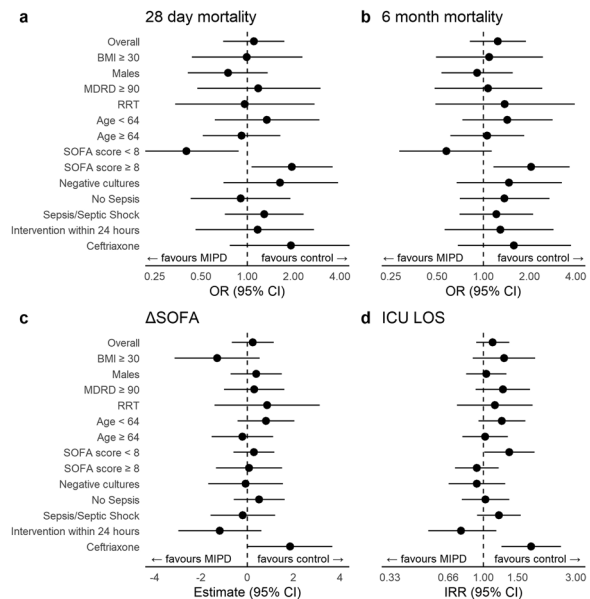 a 28 day mortality
Overall
BMI ≥ 30
Males
MDRD ≥ 90
RRT
Age < 64
Age ≥ 64
SOFA score < 8
SOFA score ≥ 8
Negative cultures
No Sepsis
Sepsis/Septic Shock
Intervention within 24 hours
Ceftriaxone
← favours MIPD favours control →
0.25 0.50 1.00 2.00 4.00
OR (95% CI)
b 6 month mortality
← favours MIPD favours control →
0.25 0.50 1.00 2.00 4.00
OR (95% CI)
c ΔSOFA
Overall
BMI ≥ 30
Males
MDRD ≥ 90
RRT
Age < 64
Age ≥ 64
SOFA score < 8
SOFA score ≥ 8
Negative cultures
No Sepsis
Sepsis/Septic Shock
Intervention within 24 hours
Ceftriaxone
← favours MIPD favours control →
-4 -2 0 2 4
Estimate (95% CI)
d ICU LOS
← favours MIPD favours control →
0.33 0.66 1.00 1.50 3.00
IRR (95% CI)